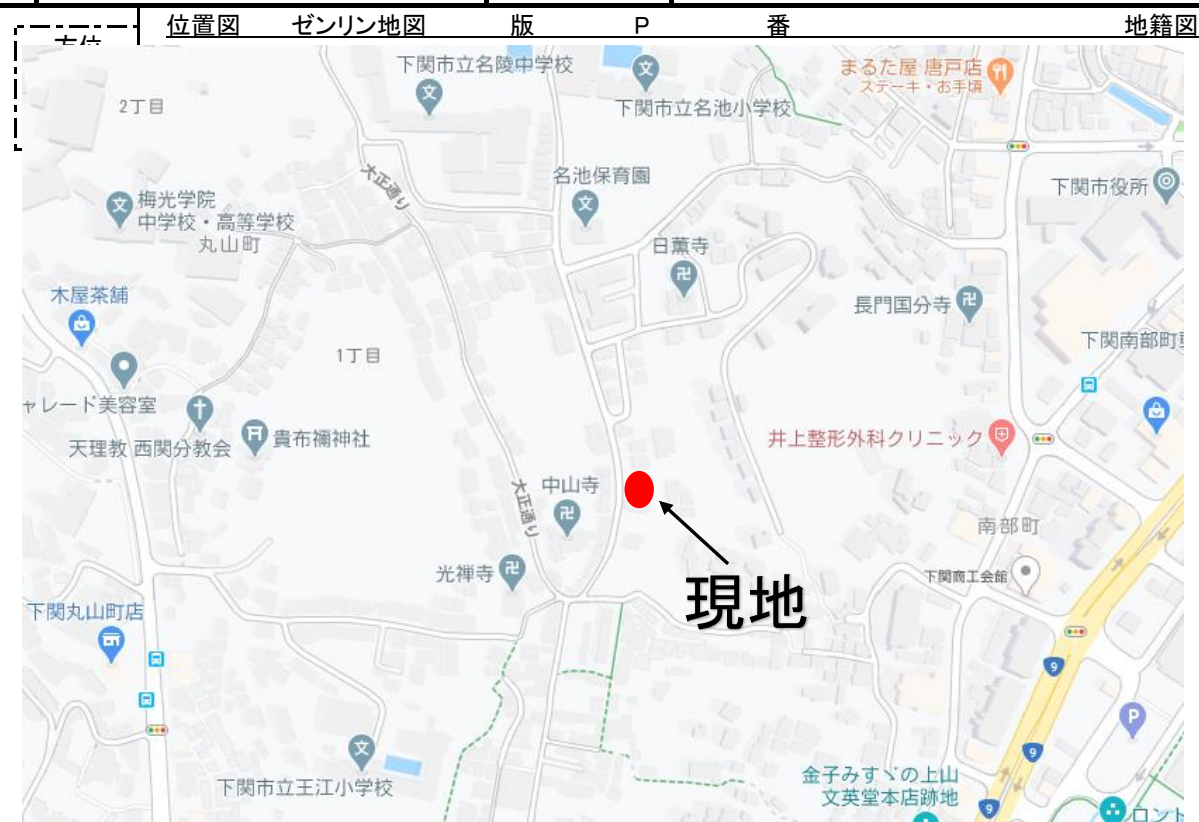 位置図 ゼンリン地図 版 P 番 地籍図
方位
下関市立名陵中学校
下関市立名池小学校
まるた屋 唐戸店
ステーキ・お手頃
2丁目
大正通り
名池保育園
下関市役所
梅光学院
中学校・高等学校
丸山町
日薫寺
木屋茶舗
長門国分寺
1丁目
下関南部町
ャレード美容室
天理教 西関分教会
貴布禰神社
井上整形外科クリニック
中山寺
大正通り
南部町
光禅寺
下関商工会館
現地
下関丸山町店
9
P
9
下関市立王江小学校
金子みすゞの上山
文英堂本店跡地
9
ロント